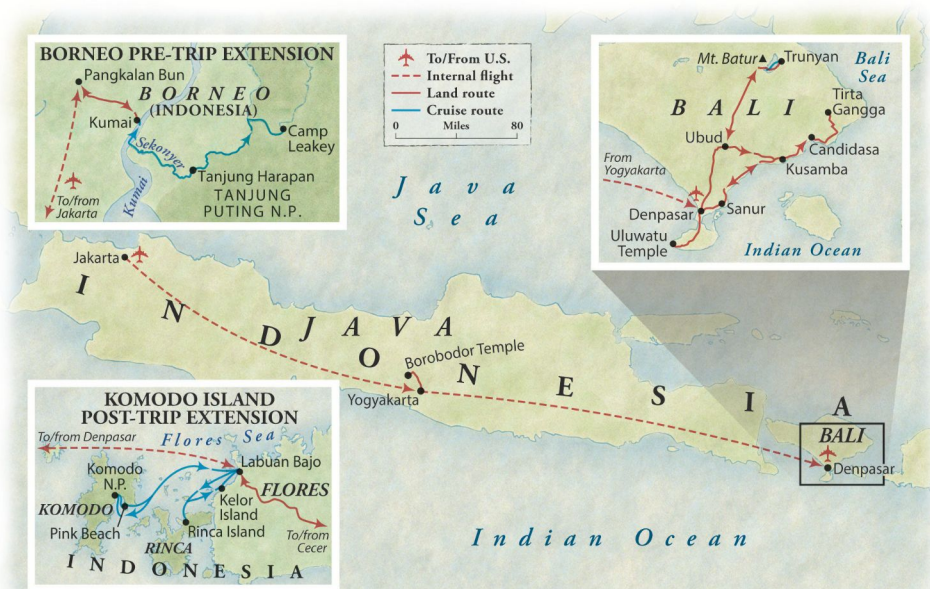 BORNEO PRE-TRIP EXTENSION
Pangkalan Bun
BORNEO
(INDONESIA)
Kumai
Camp
Leakey
Sekonyer
Tanjung Harapan
Kumai
TANJUNG
PUTING N.P.
To/from
Jakarta
To/From U.S.
Internal flight
Land route
Cruise route
0 Miles 80
Java
Sea
Mt. Batur
Trunyan
Bali
Sea
BALI
Tirta
Gangga
Ubud
Candidasa
Kusamba
From
Yogyakarta
Denpasar
Sanur
Uluwatu
Temple
Indian Ocean
Jakarta
INDONESIA
JAVA
Borobodor Temple
Yogyakarta
BALI
Denpasar
Indian Ocean
KOMODO ISLAND
POST-TRIP EXTENSION
To/from Denpasar
Flores Sea
Labuan Bajo
Komodo
N.P.
KOMODO
FLORES
Kelor
Island
Pink Beach
Rinca Island
RINCA
To/from
Cecer
INDONESIA